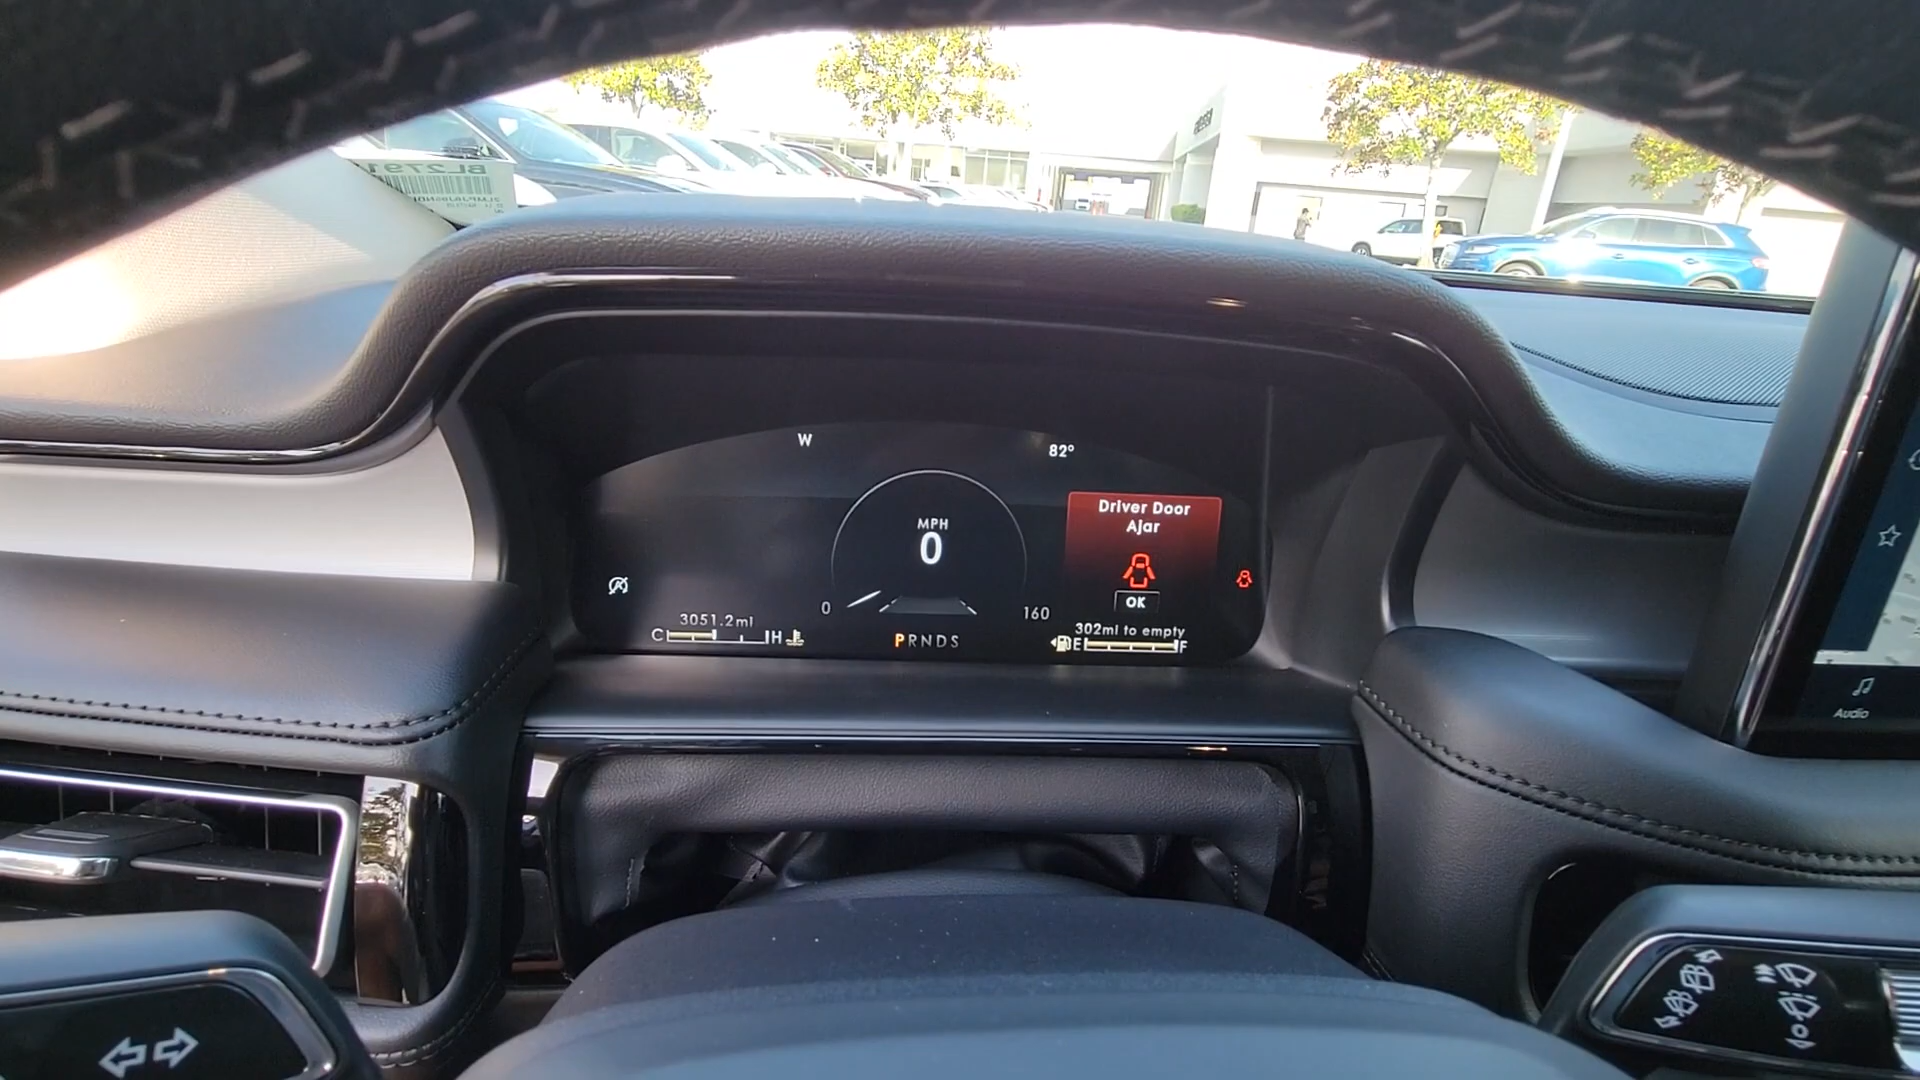 W
82°
MPH
0
Driver Door
Ajar
OK
0
160
3051.2mi
C H
PRNDS
302mi to empty
E F
Audio